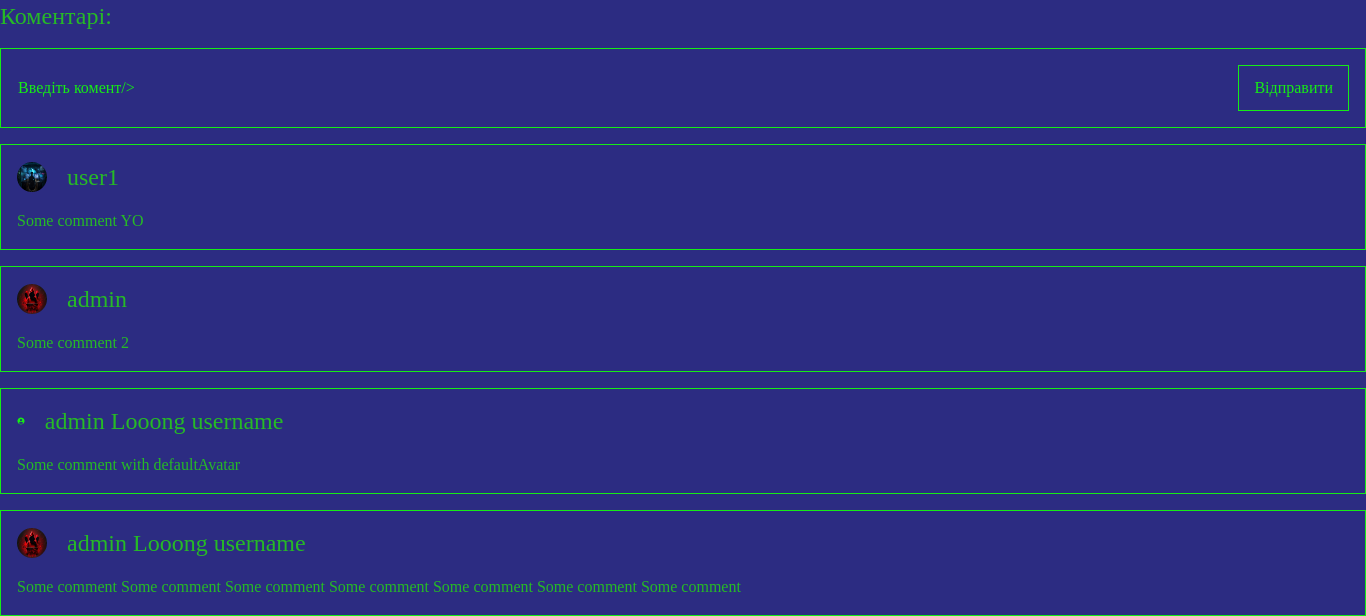 Коментарі:
Введіть комент/>
Відправити
user1
Some comment YO
admin
Some comment 2
admin Looong username
Some comment with defaultAvatar
admin Looong username
Some comment Some comment Some comment Some comment Some comment Some comment Some comment